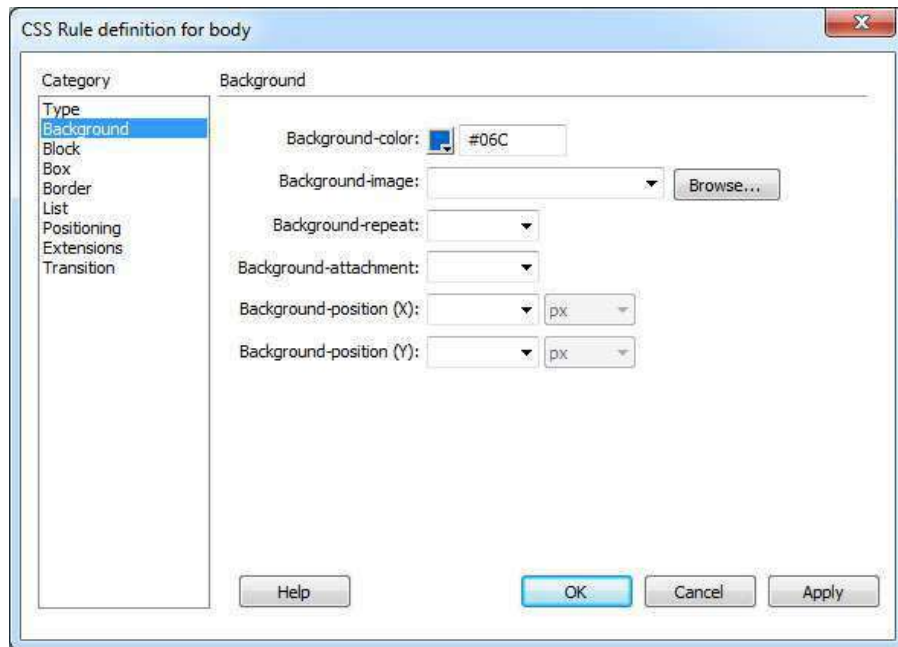 CSS Rule definition for body
Category
Background
Type
Background
Block
Box
Border
List
Positioning
Extensions
Transition
Background-color: #06C
Background-image: Browse...
Background-repeat:
Background-attachment:
Background-position (X): px
Background-position (Y): px
Help OK Cancel Apply